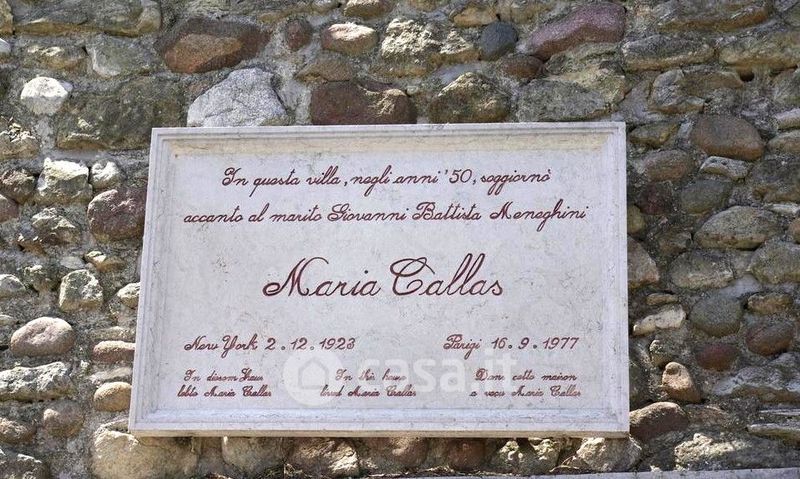 In questa villa, negli anni '50, soggiornò
accanto al marito Giovanni Battista Meneghini
Maria Callas
New York 2.12.1923
Parigi 16.9.1977
In diesem Haus
lebte Maria Callas
In this house
lived Maria Callas
Dans cette maison
a vecu Maria Callas
casa.it